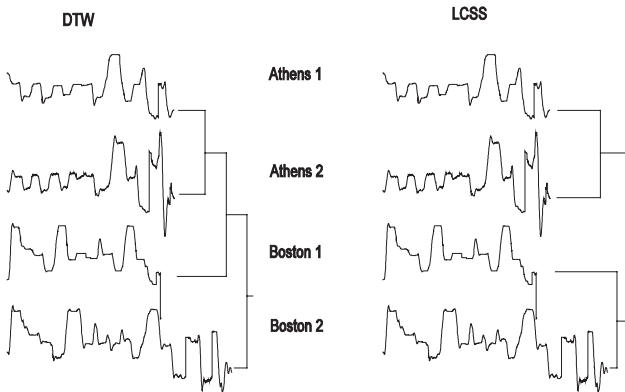 DTW
LCSS
Athens 1
Athens 2
Boston 1
Boston 2